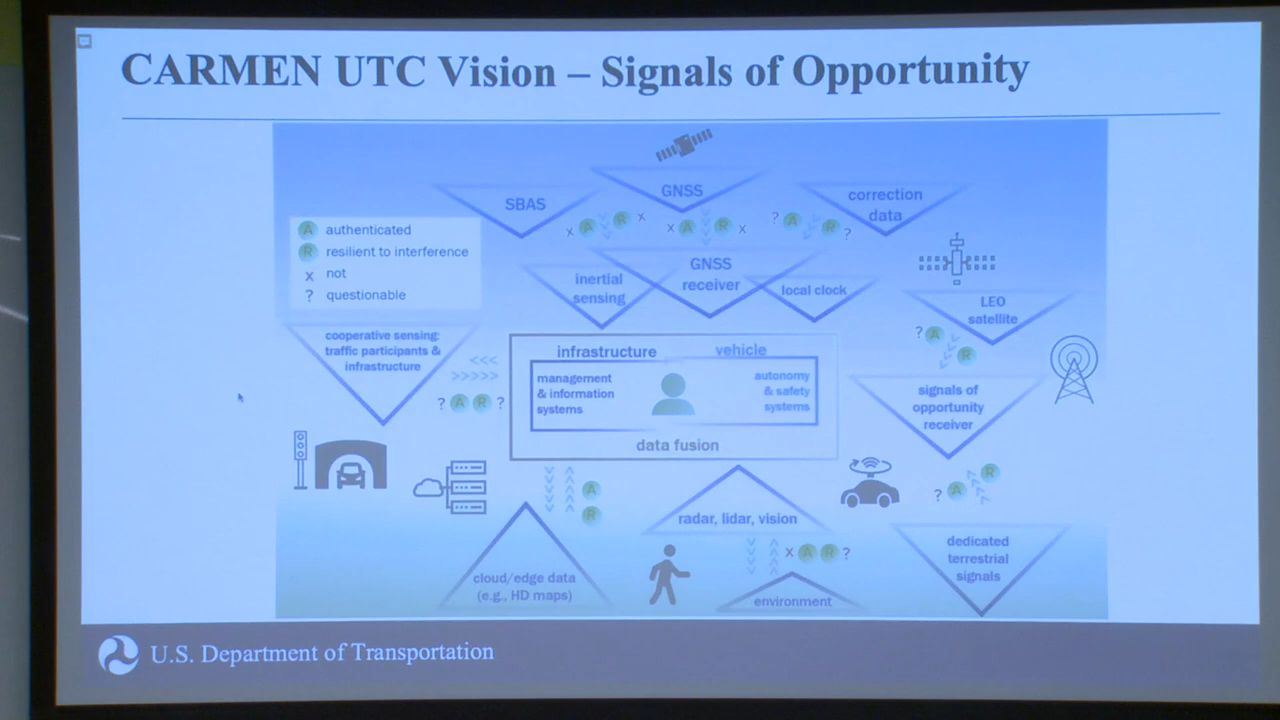 CARMEN UTC Vision – Signals of Opportunity
GNSS
SBAS
correction
data
x A R x
x A R x
? A R ?
A authenticated
R resilient to interference
x not
? questionable
inertial
sensing
GNSS
receiver
local clock
LEO
satellite
? A
R
cooperative sensing:
traffic participants &
infrastructure
<<<
>>>>>
? A R ?
infrastructure
vehicle
management
& information
systems
autonomy
& safety
systems
data fusion
signals of
opportunity
receiver
A
R
R
? A
radar, lidar, vision
x A R ?
environment
cloud/edge data
(e.g., HD maps)
dedicated
terrestrial
signals
U.S. Department of Transportation